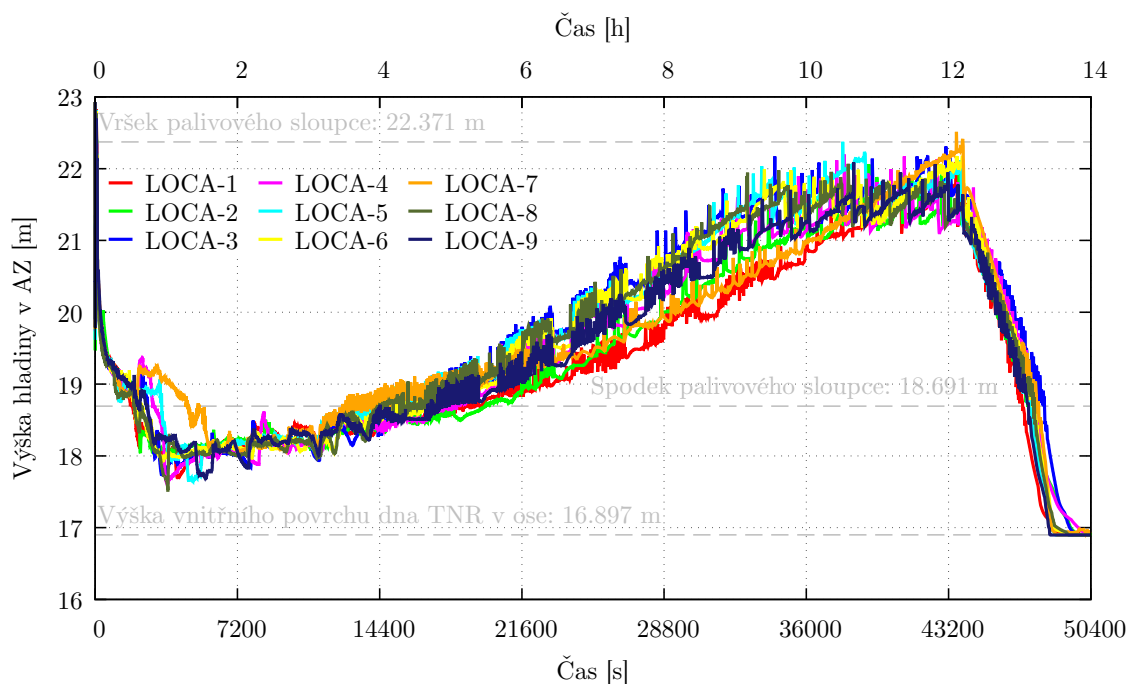 Čas [h]
0 2 4 6 8 10 12 14
23
Vršek palivového sloupce: 22.371 m
22
LOCA-1 LOCA-4 LOCA-7
LOCA-2 LOCA-5 LOCA-8
LOCA-3 LOCA-6 LOCA-9
21
20
19
Spodek palivového sloupce: 18.691 m
18
Výška vnitřního povrchu dna TNR v ose: 16.897 m
17
16
Výška hladiny v AZ [m]
0 7200 14400 21600 28800 36000 43200 50400
Čas [s]